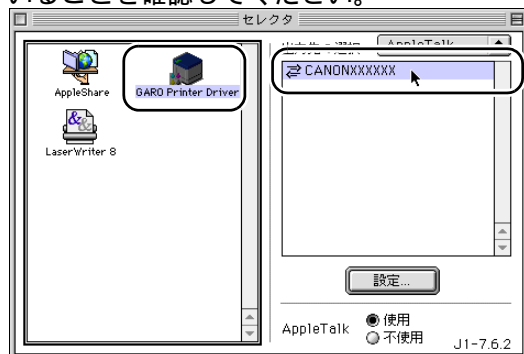 いることを確認してください。
セレクタ
AppleShare
GARO Printer Driver
LaserWriter 8
AppleTalk
CANONXXXXXX
設定...
AppleTalk
使用
不使用
J1-7.6.2